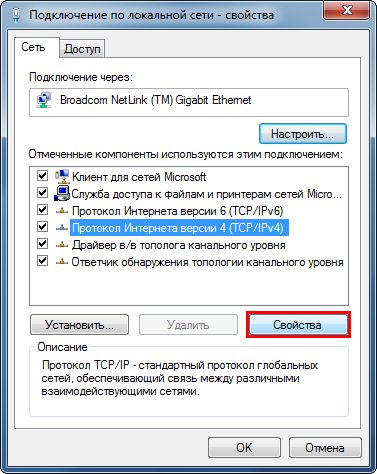 Подключение по локальной сети - свойства
Сеть
Доступ
Подключение через:
Broadcom NetLink (TM) Gigabit Ethernet
Настроить...
Отмеченные компоненты используются этим подключением:
Клиент для сетей Microsoft
Служба доступа к файлам и принтерам сетей Micro...
Протокол Интернета версии 6 (TCP/IPv6)
Протокол Интернета версии 4 (TCP/IPv4)
Драйвер в/в тополога канального уровня
Ответчик обнаружения топологии канального уровня
Установить...
Удалить
Свойства
Описание
Протокол TCP/IP - стандартный протокол глобальных
сетей, обеспечивающий связь между различными
взаимодействующими сетями.
OK
Отмена